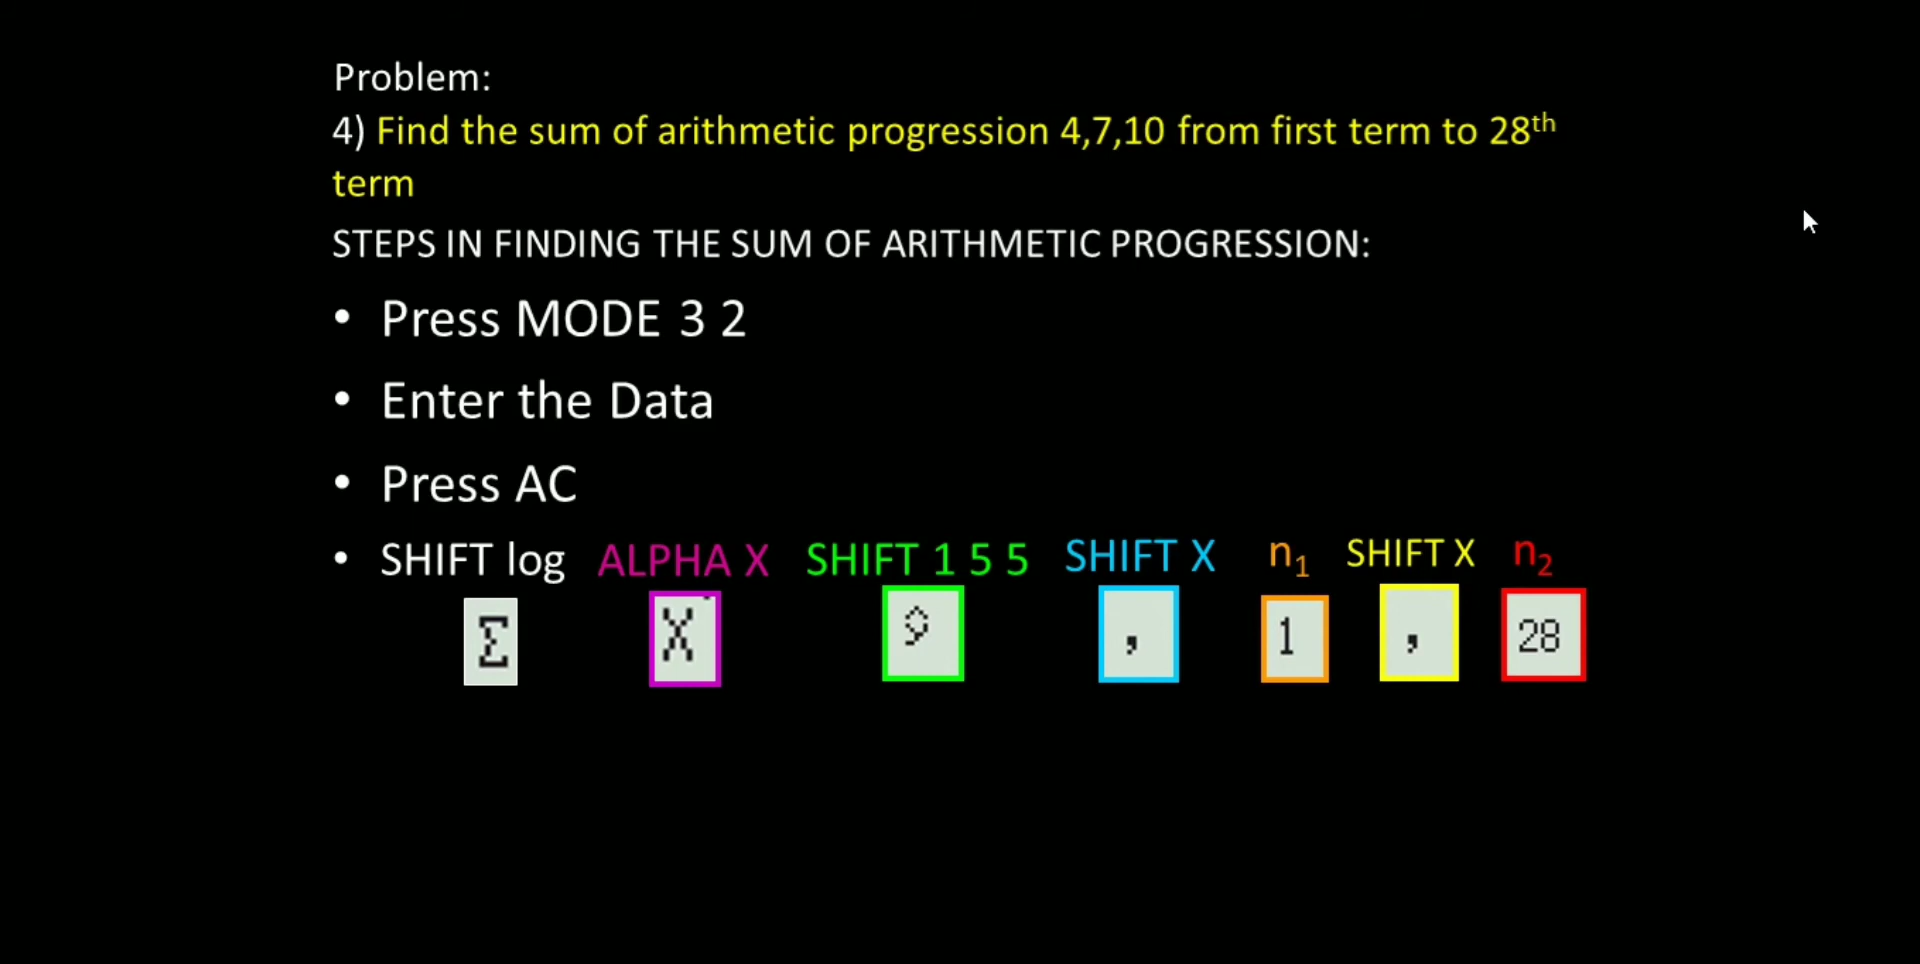 Problem:
4) Find the sum of arithmetic progression 4,7,10 from first term to 28th
term
STEPS IN FINDING THE SUM OF ARITHMETIC PROGRESSION:
• Press MODE 3 2
• Enter the Data
• Press AC
• SHIFT log ALPHA X SHIFT 1 5 5 SHIFT X n1 SHIFT X n2
Σ X ŷ , 1 , 28